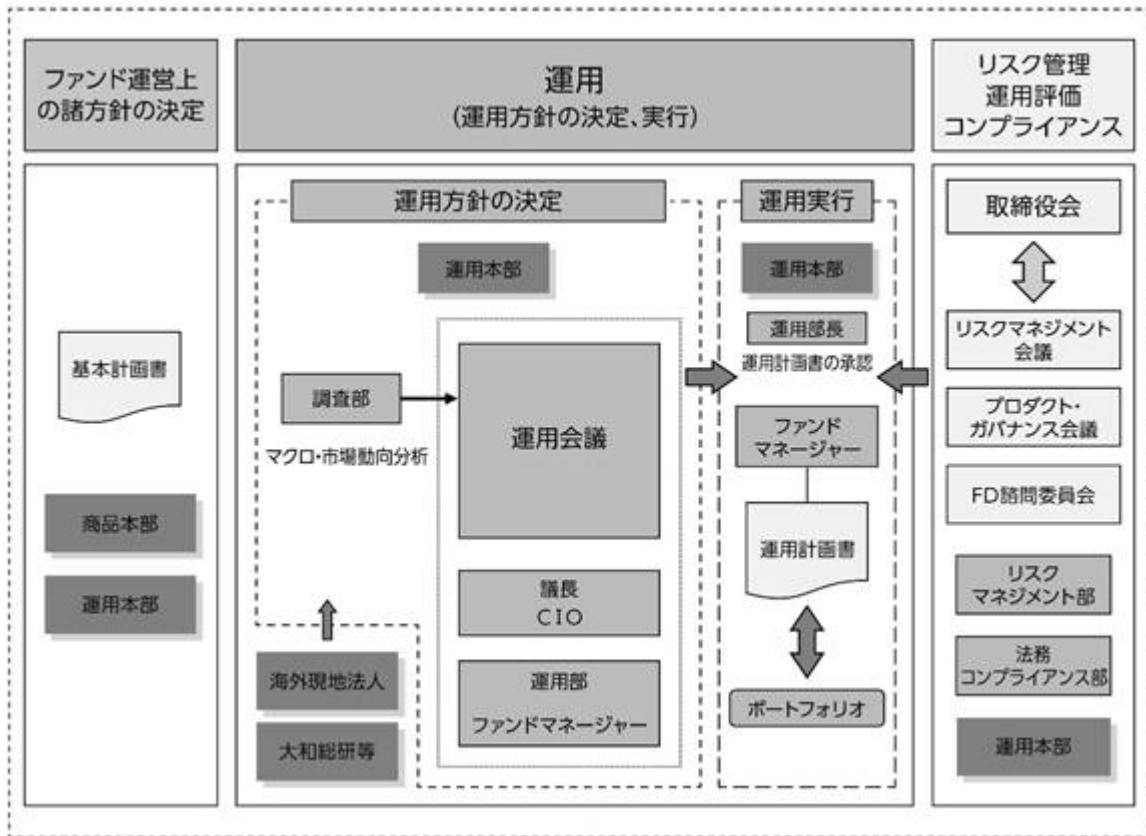 ファンド運営上
の諸方針の決定
運用
(運用方針の決定、実行)
リスク管理
運用評価
コンプライアンス
基本計画書
商品本部
運用本部
運用方針の決定
運用本部
調査部
マクロ・市場動向分析
運用会議
議長
CIO
運用部
ファンドマネージャー
海外現地法人
大和総研等
運用実行
運用本部
運用部長
運用計画書の承認
ファンド
マネージャー
運用計画書
ポートフォリオ
取締役会
リスクマネジメント
会議
プロダクト・
ガバナンス会議
FD諮問委員会
リスク
マネジメント部
法務
コンプライアンス部
運用本部